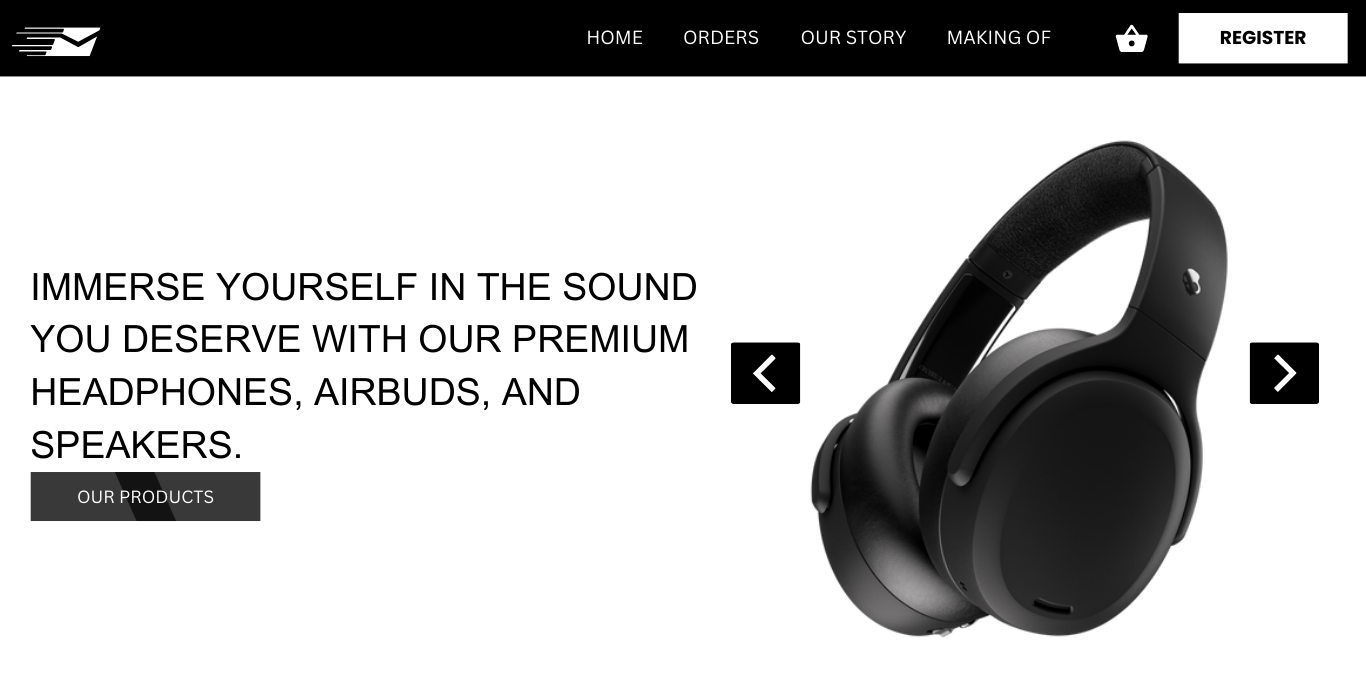 HOME ORDERS OUR STORY MAKING OF REGISTER
IMMERSE YOURSELF IN THE SOUND
YOU DESERVE WITH OUR PREMIUM
HEADPHONES, AIRBUDS, AND
SPEAKERS.
OUR PRODUCTS